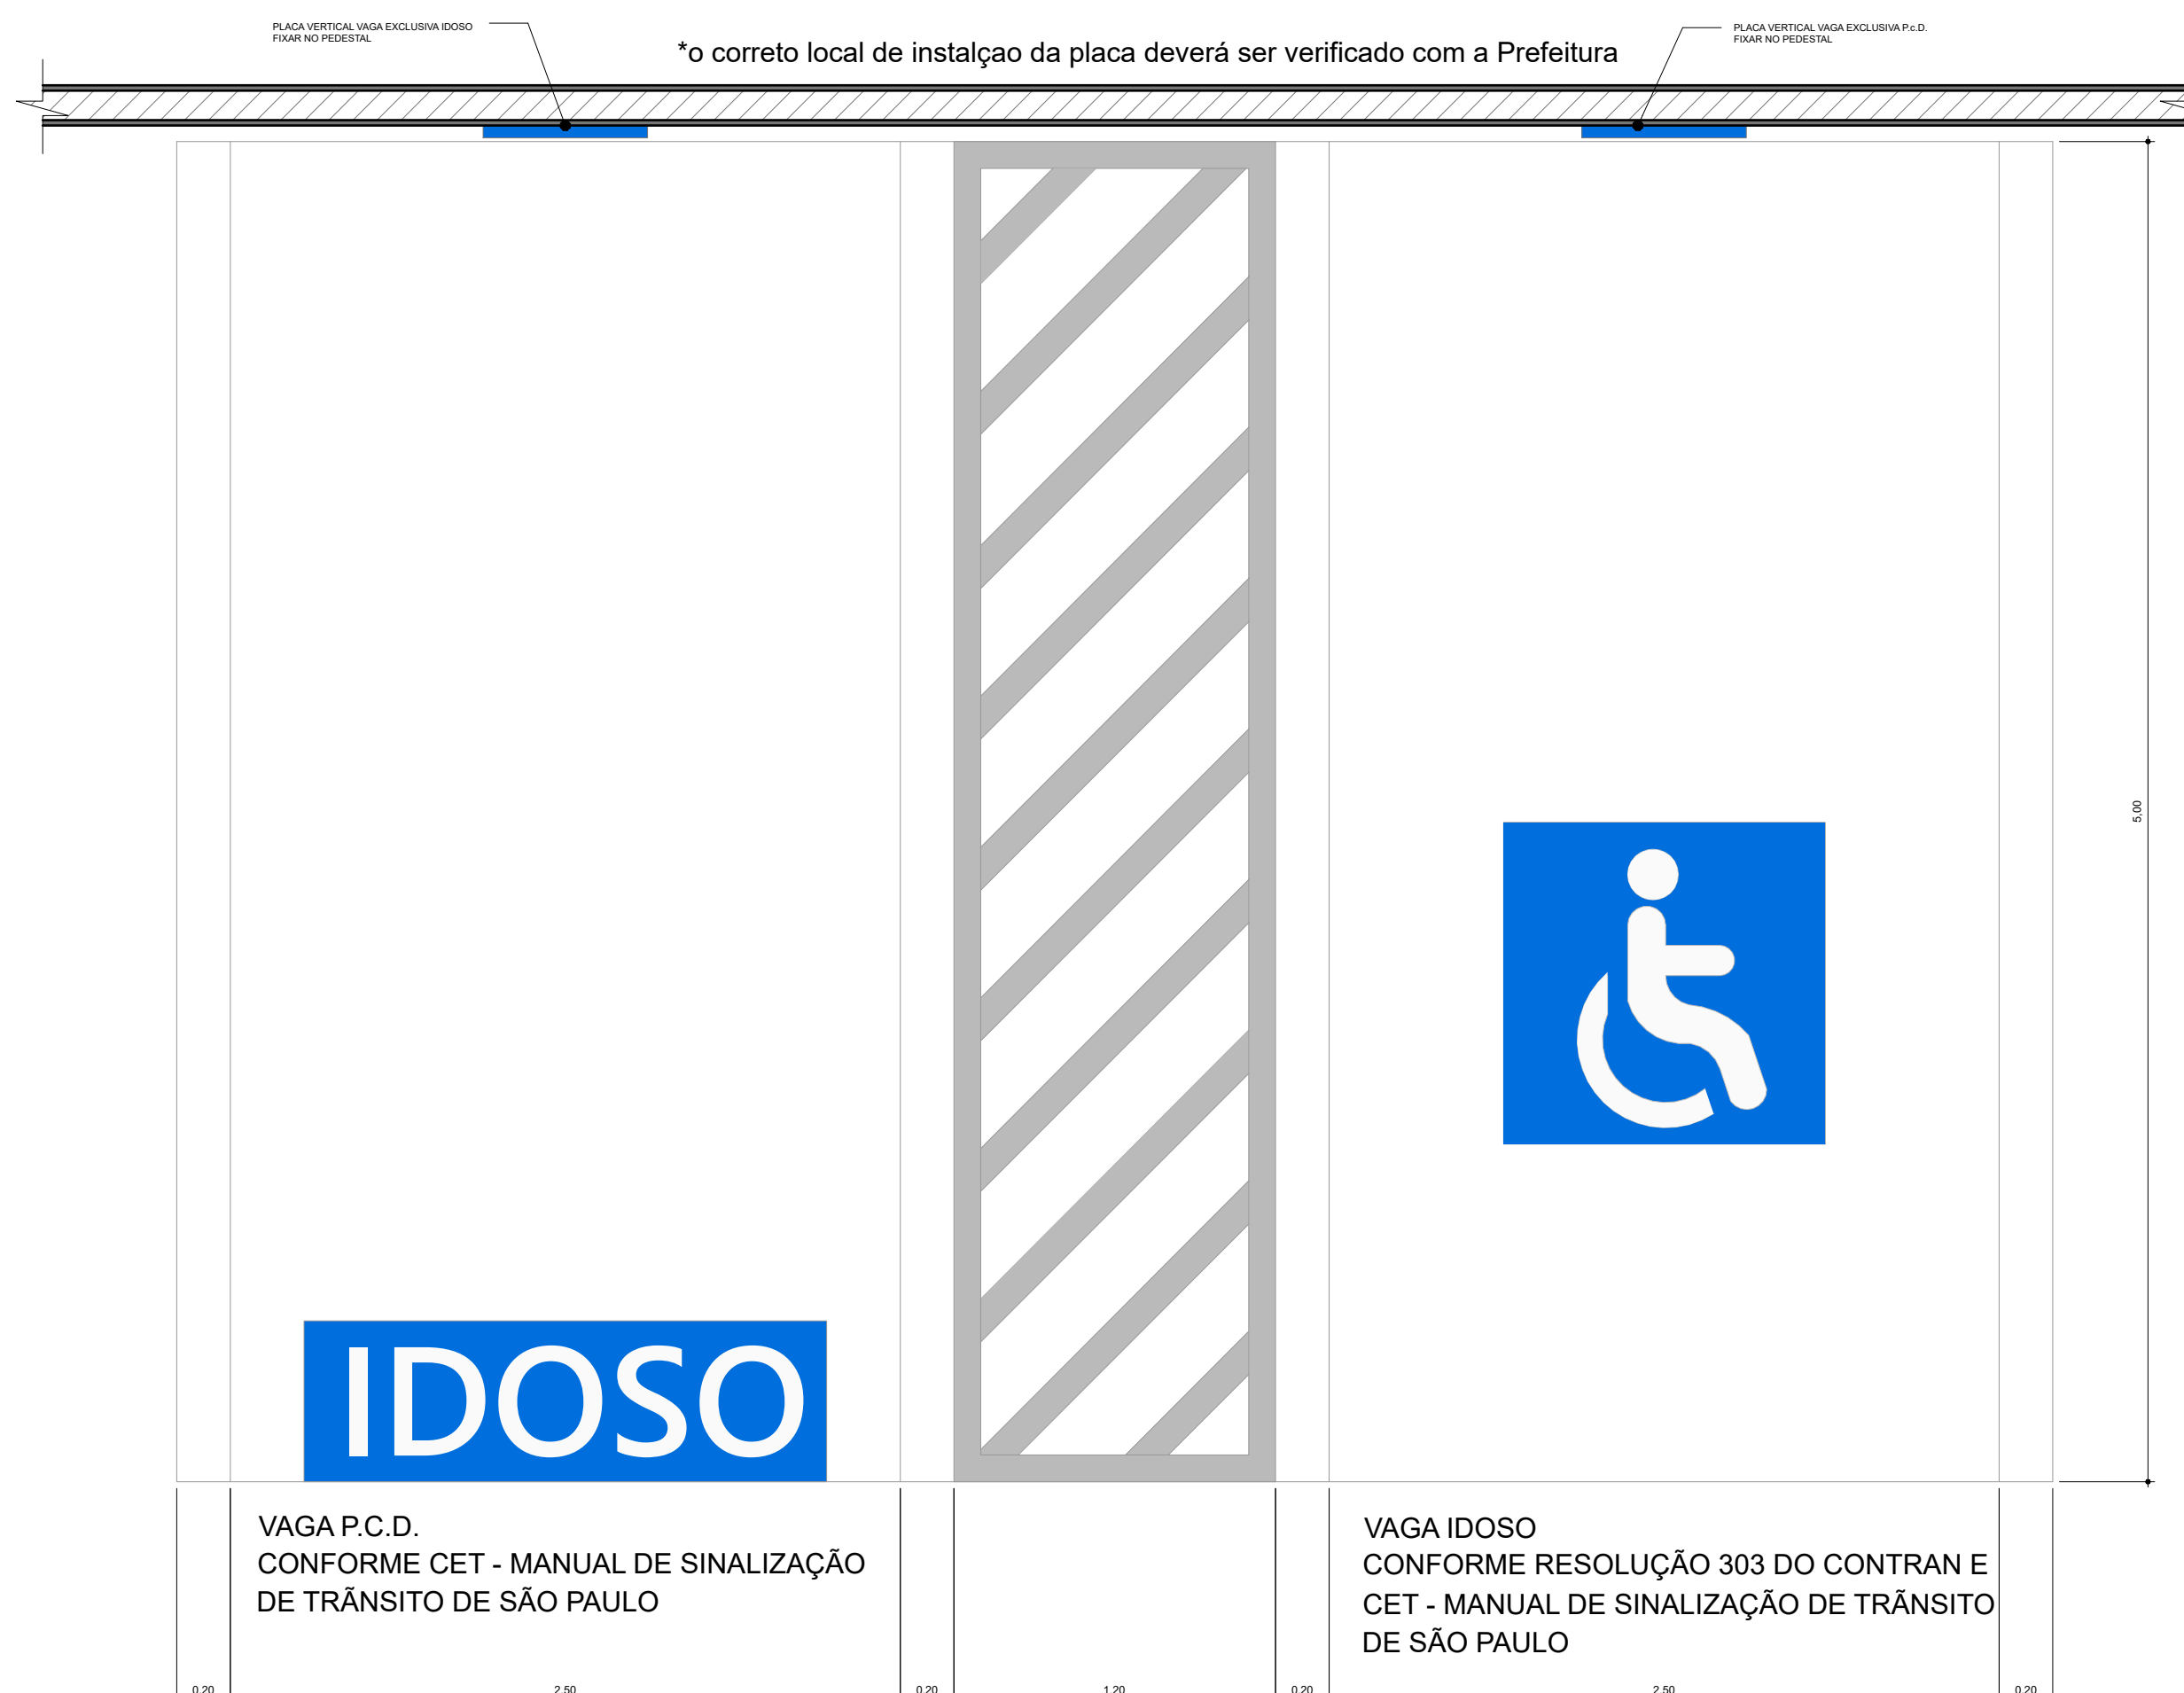 PLACA VERTICAL VAGA EXCLUSIVA IDOSO
FIXAR NO PEDESTAL
*o correto local de instalçao da placa deverá ser verificado com a Prefeitura
PLACA VERTICAL VAGA EXCLUSIVA P.c.D.
FIXAR NO PEDESTAL
5,00
IDOSO
VAGA P.C.D.
CONFORME CET - MANUAL DE SINALIZAÇÃO
DE TRÃNSITO DE SÃO PAULO
VAGA IDOSO
CONFORME RESOLUÇÃO 303 DO CONTRAN E
CET - MANUAL DE SINALIZAÇÃO DE TRÃNSITO
DE SÃO PAULO
0,20
2,50
0,20
1,20
0,20
2,50
0,20